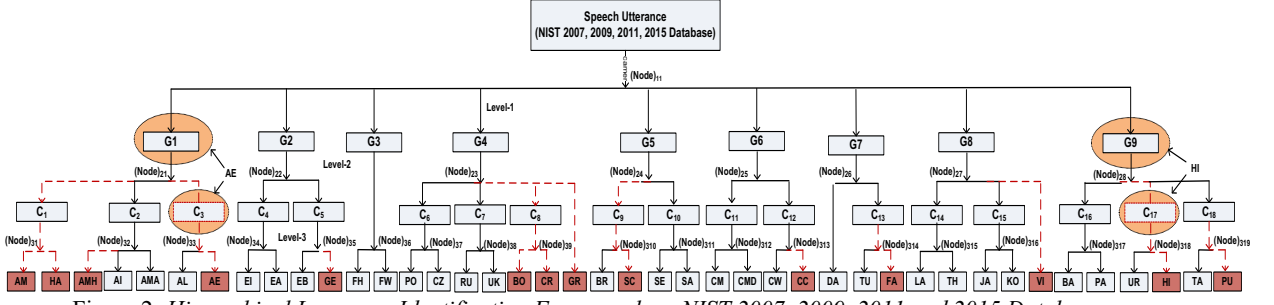 Speech Utterance
(NIST 2007, 2009, 2011, 2015 Database)
(Node)11
Level-1
G1 G2 G3 G4 G5 G6 G7 G8 G9
Level-2
AE
HI
(Node)21 (Node)22 (Node)23 (Node)24 (Node)25 (Node)26 (Node)27 (Node)28
C1 C2 C3 C4 C5 C6 C7 C8 C9 C10 C11 C12 C13 C14 C15 C16 C17 C18
Level-3
(Node)31 (Node)32 (Node)33 (Node)34 (Node)35 (Node)36 (Node)37 (Node)38 (Node)39 (Node)310 (Node)311 (Node)312 (Node)313 (Node)314 (Node)315 (Node)316 (Node)317 (Node)318 (Node)319
AM HA AMH AI AMA AL AE EI EA EB GE FH FW PO CZ RU UK BO CR GR BR SC SE SA CM CMD CW CC DA TU FA LA TH JA KO VI BA PA UR HI TA PU